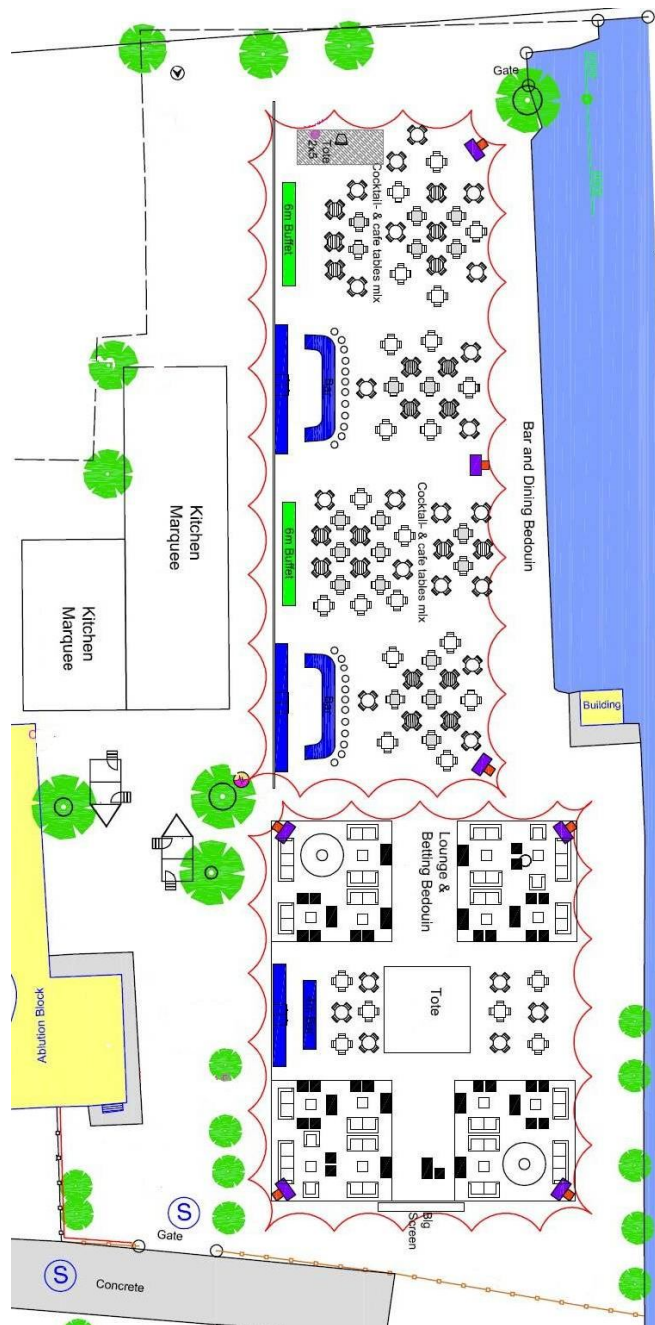 Gate
Tote
2x5
Cocktail- & cafe tables mix
6m Buffet
Bar
Bar and Dining Bedouin
Kitchen
Marquee
Cocktail- & cafe tables mix
6m Buffet
Kitchen
Marquee
Bar
Building
Lounge &
Betting Bedouin
Tote
Ablution Block
Big
Screen
S
Gate
S
Concrete